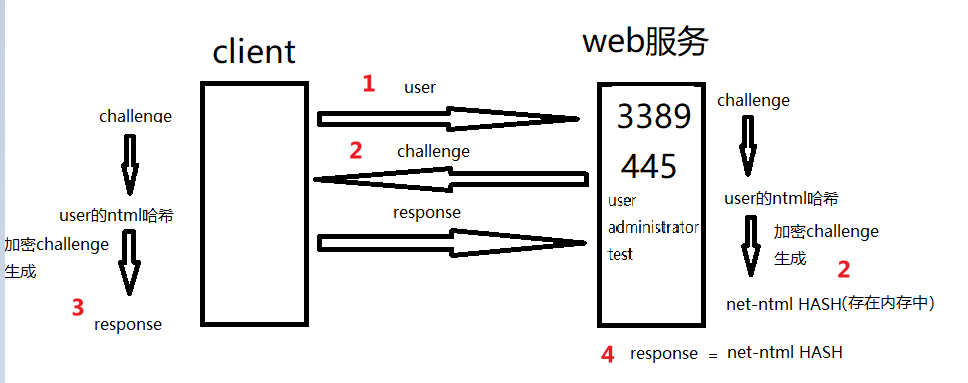 client
web服务
1
user
challenge
3389
challenge
2
challenge
445
user的ntml哈希
response
user
user的ntml哈希
加密challenge
生成
administrator
test
加密challenge
生成
2
3
response
net-ntml HASH(存在内存中)
4 response = net-ntml HASH